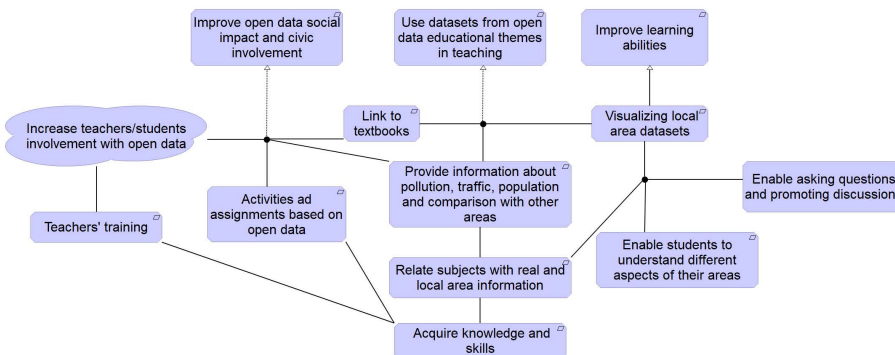 Improve open data social
impact and civic
involvement
Use datasets from open
data educational themes
in teaching
Improve learning
abilities
Increase teachers/students
involvement with open data
Link to
textbooks
Visualizing local
area datasets
Provide information about
pollution, traffic, population
and comparison with other
areas
Enable asking questions
and promoting discussion
Activities ad
assignments based on
open data
Teachers' training
Enable students to
understand different
aspects of their areas
Relate subjects with real and
local area information
Acquire knowledge and
skills